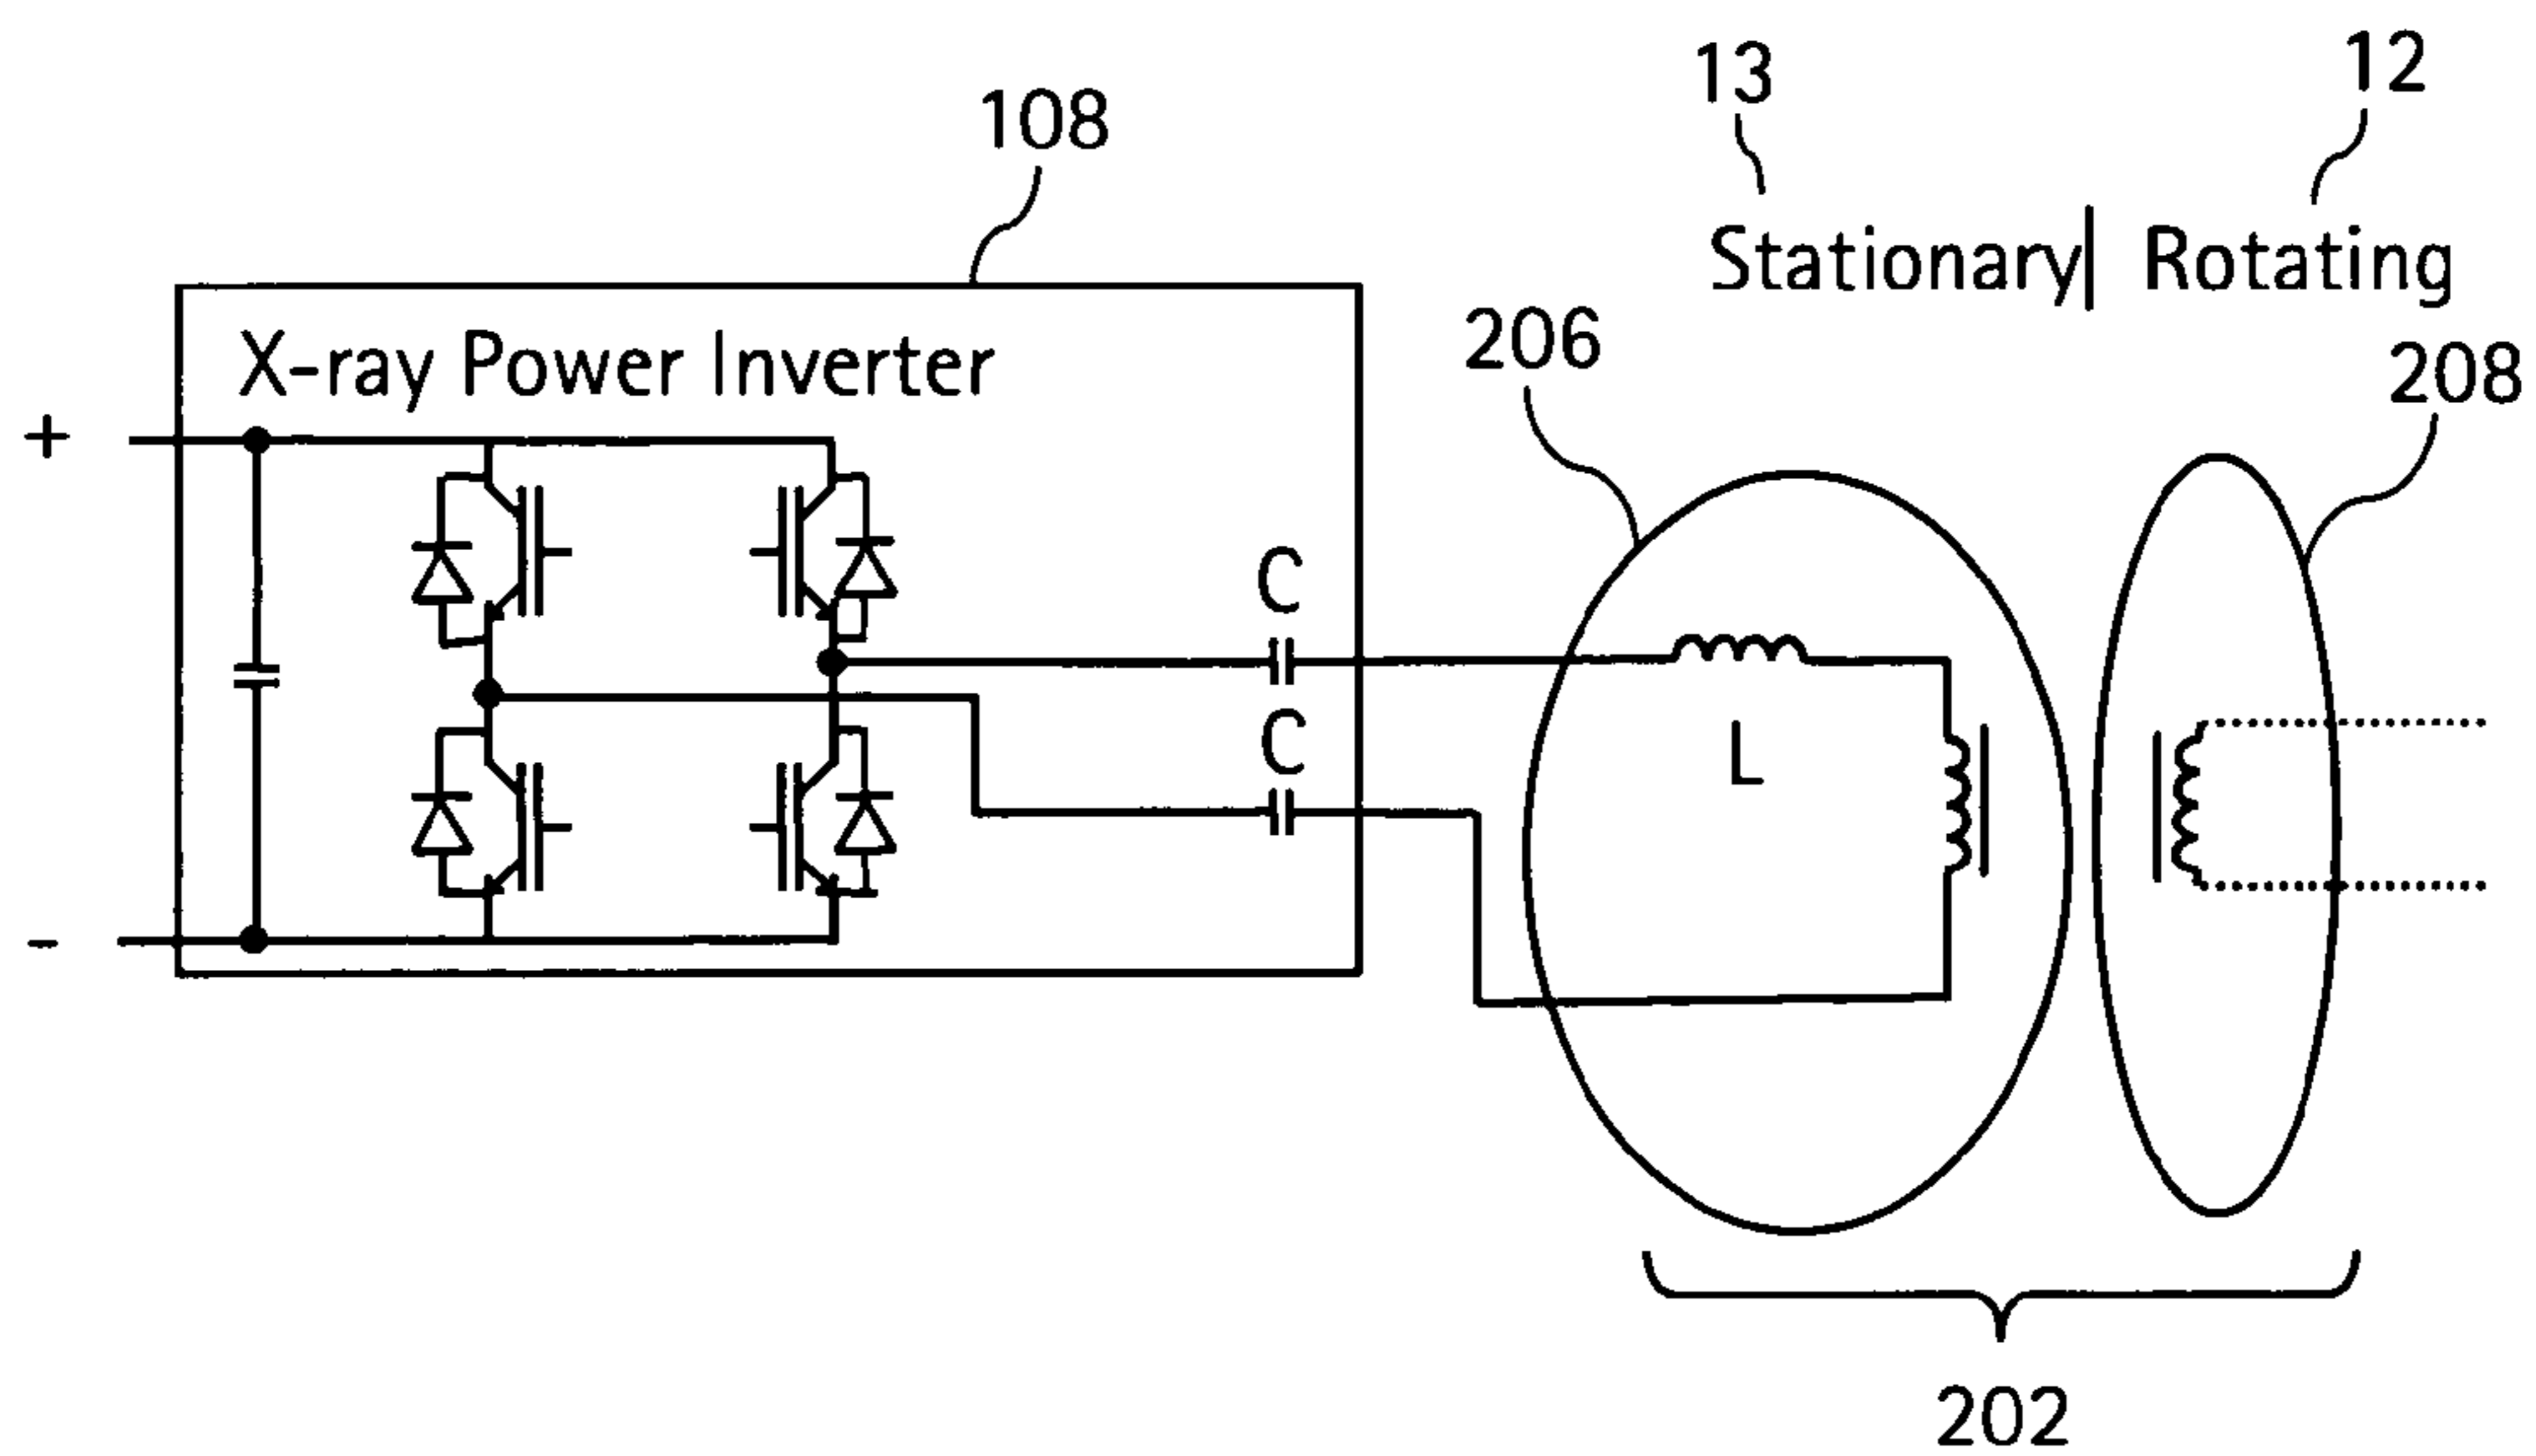 13
12
108
Stationary | Rotating
206
208
X-ray Power Inverter
+
C
C
L
-
202